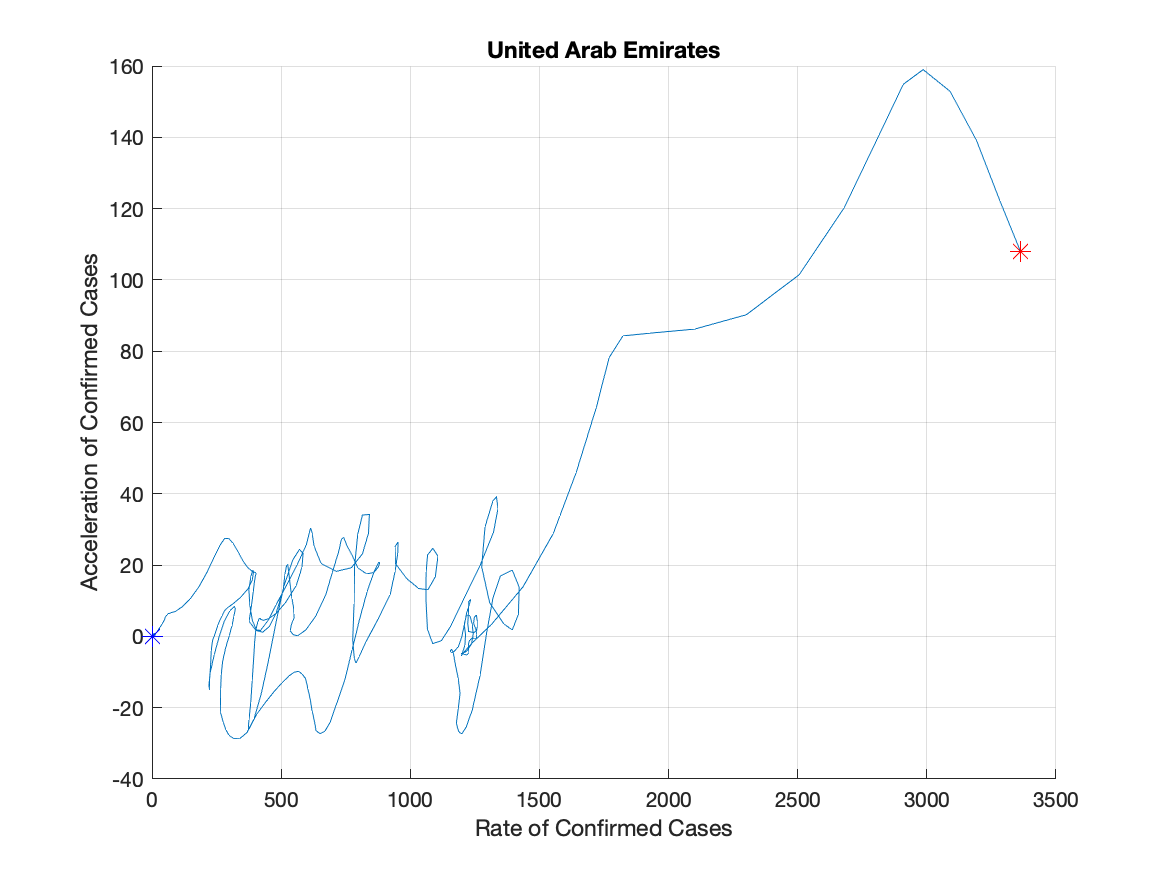 United Arab Emirates
160
140
120
100
80
60
40
20
0
-20
-40
Acceleration of Confirmed Cases
0 500 1000 1500 2000 2500 3000 3500
Rate of Confirmed Cases